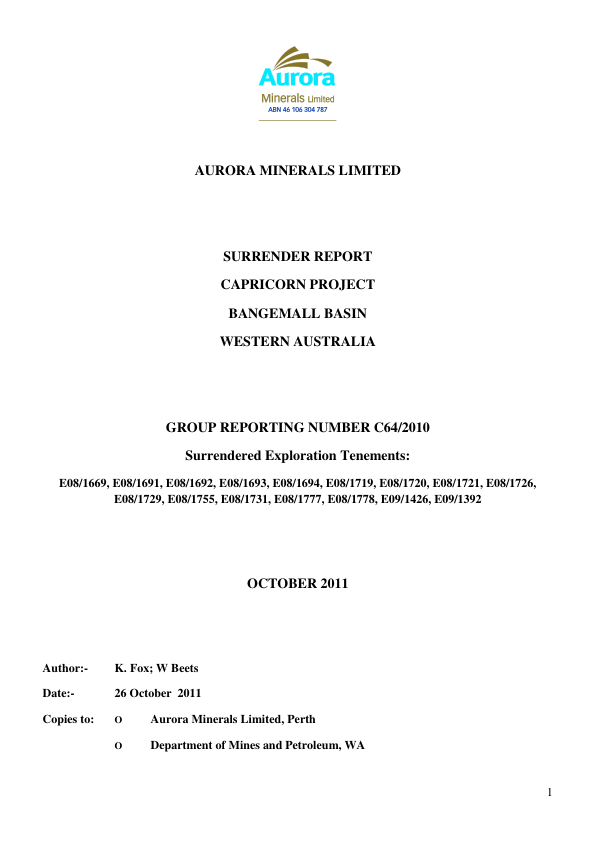 Aurora
Minerals Limited
ABN 46 106 304 787
AURORA MINERALS LIMITED
SURRENDER REPORT
CAPRICORN PROJECT
BANGEMALL BASIN
WESTERN AUSTRALIA
GROUP REPORTING NUMBER C64/2010
Surrendered Exploration Tenements:
E08/1669, E08/1691, E08/1692, E08/1693, E08/1694, E08/1719, E08/1720, E08/1721, E08/1726,
E08/1729, E08/1755, E08/1731, E08/1777, E08/1778, E09/1426, E09/1392
OCTOBER 2011
Author:- K. Fox; W Beets
Date:- 26 October 2011
Copies to: O Aurora Minerals Limited, Perth
O Department of Mines and Petroleum, WA
1